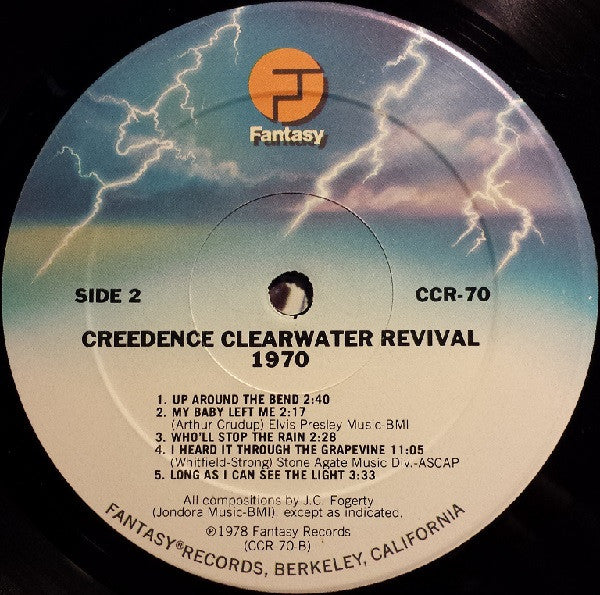 Fantasy
SIDE 2
CCR-70
CREEDENCE CLEARWATER REVIVAL
1970
1. UP AROUND THE BEND 2:40
2. MY BABY LEFT ME 2:17
(Arthur Crudup) Elvis Presley Music-BMI
3. WHO'LL STOP THE RAIN 2:28
4. I HEARD IT THROUGH THE GRAPEVINE 11:05
(Whitfield-Strong) Stone Agate Music Div.-ASCAP
5. LONG AS I CAN SEE THE LIGHT 3:33
All compositions by J.C. Fogerty
(Jondora Music-BMI), except as indicated.
℗1978 Fantasy Records
(CCR-70-B)
FANTASY® RECORDS, BERKELEY, CALIFORNIA